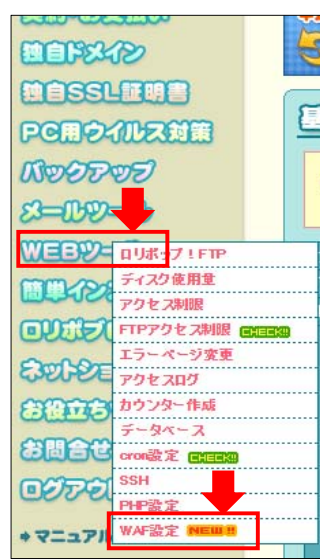 独自ドメイン
独自SSL証明書
PC用ウイルス対策
バックアップ
メールツ
WEBツー
ロリポップ！FTP
ディスク使用量
アクセス制限
FTPアクセス制限 CHECK!!
エラーページ変更
アクセスログ
カウンター作成
データベース
cron設定 CHECK!!
SSH
PHP設定
WAF設定 NEW!!
簡単イン
ロリポブ
ネットショ
お役立ち
お問合せ
ログアウ
マニュアル